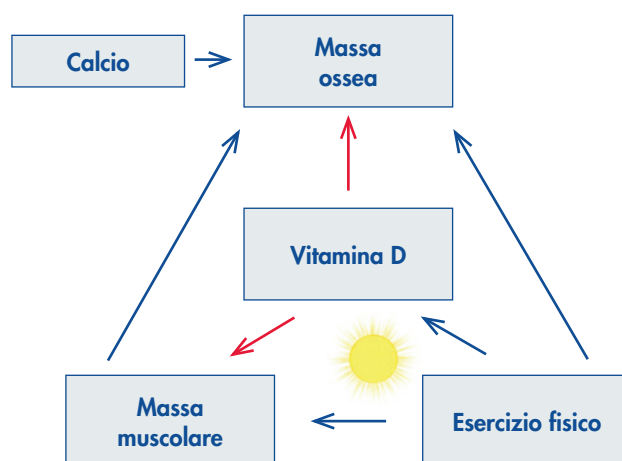 Calcio
Massa
ossea
Vitamina D
Massa
muscolare
Esercizio fisico